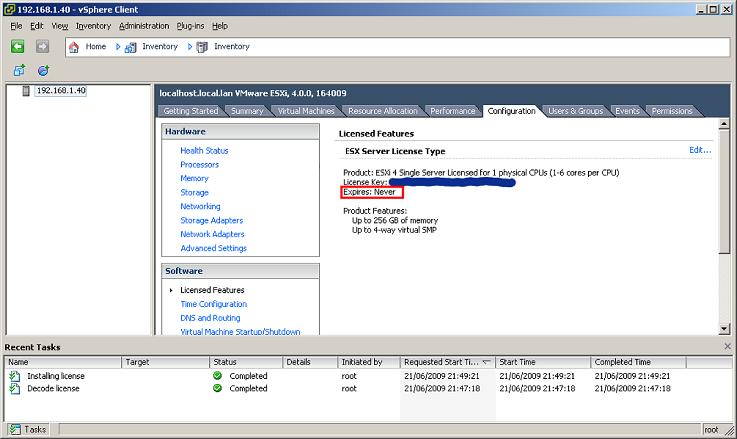 192.168.1.40 - vSphere Client
File Edit View Inventory Administration Plug-ins Help
Home Inventory Inventory
192.168.1.40
localhost.local.lan VMware ESXi, 4.0.0, 164009
Getting Started Summary Virtual Machines Resource Allocation Performance Configuration Users & Groups Events Permissions
Hardware
Health Status
Processors
Memory
Storage
Networking
Storage Adapters
Network Adapters
Advanced Settings
Software
Licensed Features
Time Configuration
DNS and Routing
Virtual Machine Startup/Shutdown
Licensed Features
ESX Server License Type Edit...
Product: ESXi 4 Single Server Licensed for 1 physical CPUs (1-6 cores per CPU)
License Key:
Expires: Never
Product Features:
Up to 256 GB of memory
Up to 4-way virtual SMP
Recent Tasks
Name Target Status Details Initiated by Requested Start Ti... Start Time Completed Time
Installing license Completed root 21/06/2009 21:49:21 21/06/2009 21:49:21 21/06/2009 21:49:21
Decode license Completed root 21/06/2009 21:47:18 21/06/2009 21:47:18 21/06/2009 21:47:18
Tasks root